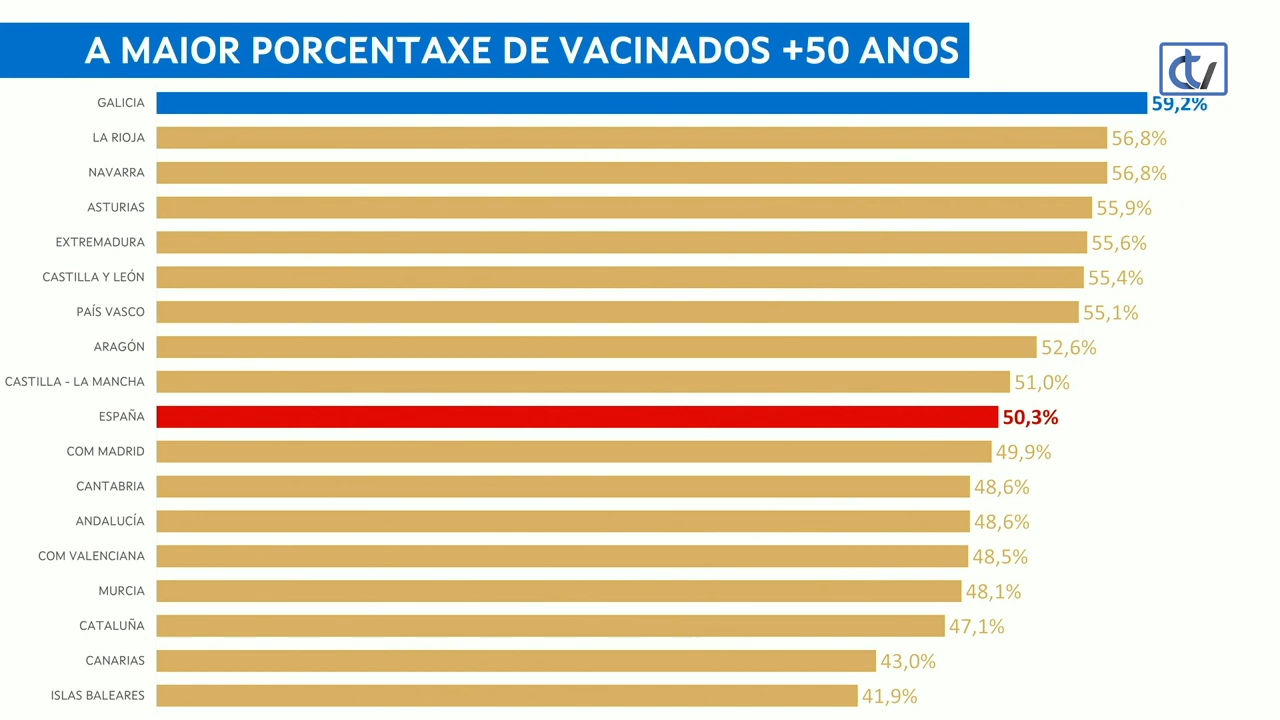 A MAIOR PORCENTAXE DE VACINADOS +50 ANOS
CTV
GALICIA 59,2%
LA RIOJA 56,8%
NAVARRA 56,8%
ASTURIAS 55,9%
EXTREMADURA 55,6%
CASTILLA Y LEÓN 55,4%
PAÍS VASCO 55,1%
ARAGÓN 52,6%
CASTILLA - LA MANCHA 51,0%
ESPAÑA 50,3%
COM MADRID 49,9%
CANTABRIA 48,6%
ANDALUCÍA 48,6%
COM VALENCIANA 48,5%
MURCIA 48,1%
CATALUÑA 47,1%
CANARIAS 43,0%
ISLAS BALEARES 41,9%